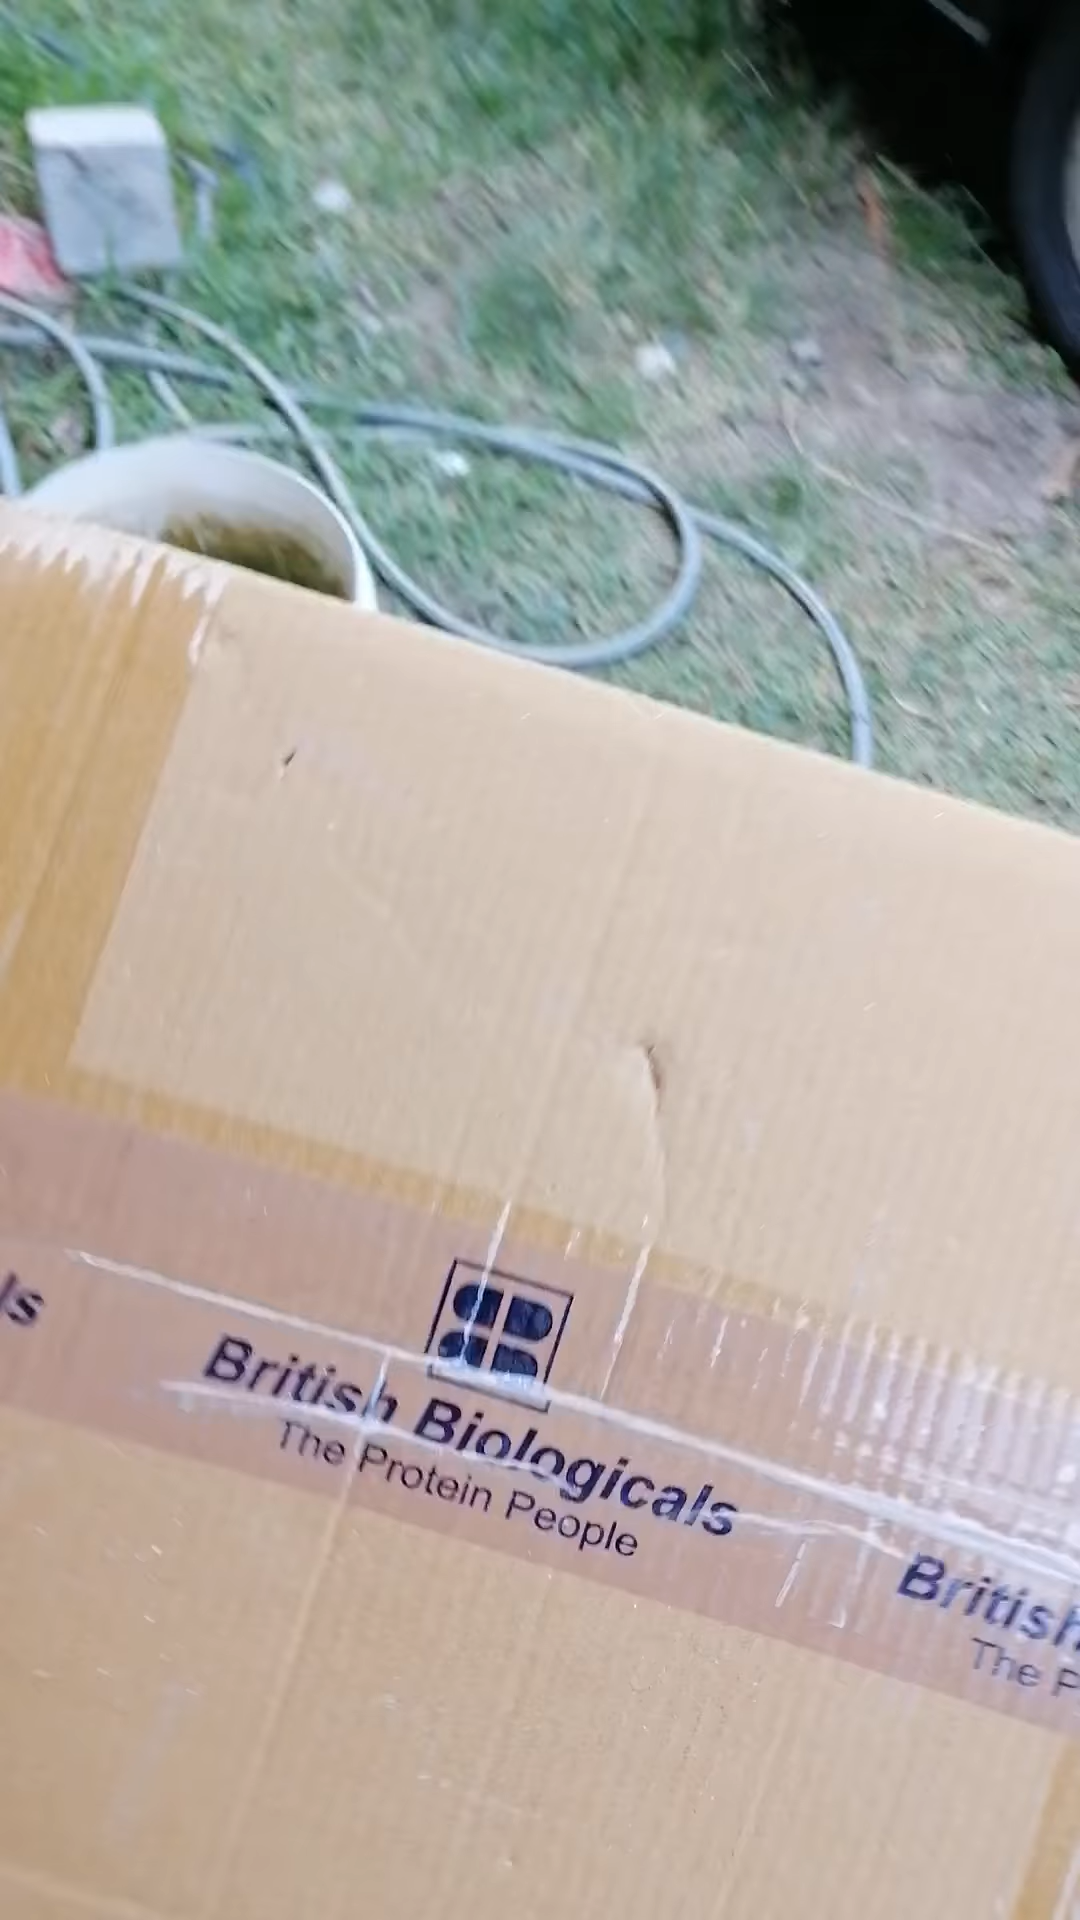 ls
British Biologicals
The Protein People
British
The P